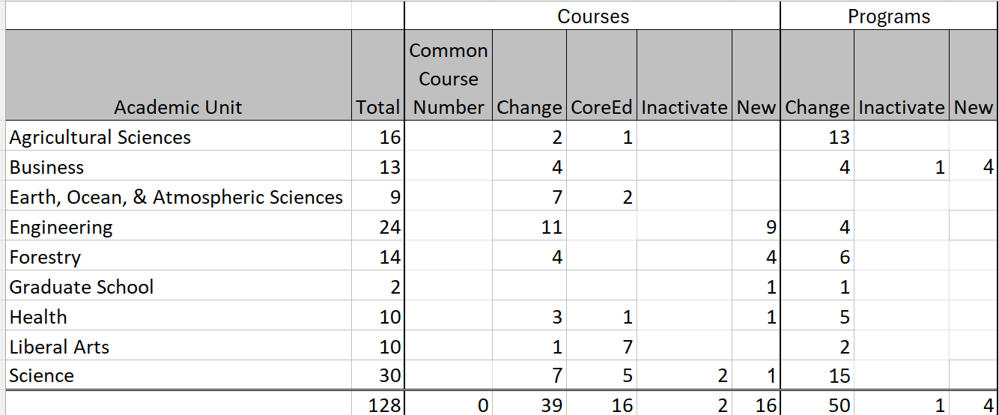 Courses Programs
Common
Course
Academic Unit Total Number Change CoreEd Inactivate New Change Inactivate New
Agricultural Sciences 16 2 1 13
Business 13 4 4 1 4
Earth, Ocean, & Atmospheric Sciences 9 7 2
Engineering 24 11 9 4
Forestry 14 4 4 6
Graduate School 2 1 1
Health 10 3 1 1 5
Liberal Arts 10 1 7 2
Science 30 7 5 2 1 15
128 0 39 16 2 16 50 1 4